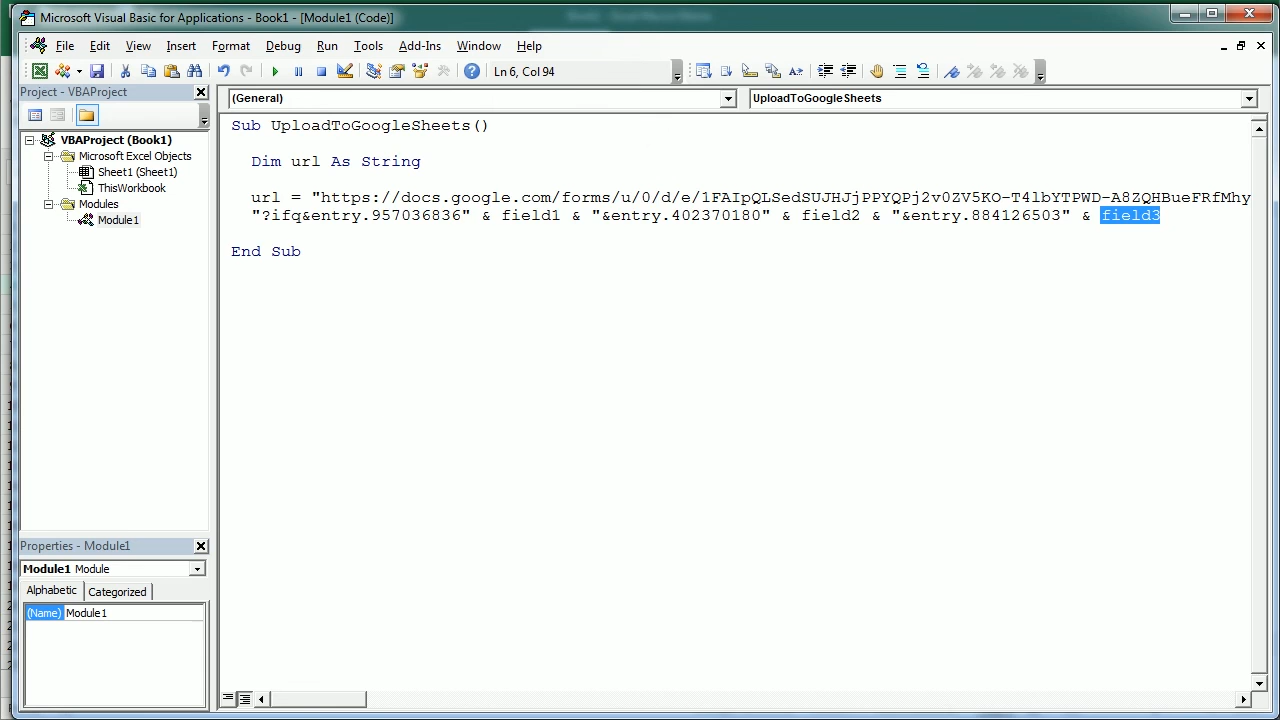 Microsoft Visual Basic for Applications - Book1 - [Module1 (Code)]
File Edit View Insert Format Debug Run Tools Add-Ins Window Help
Ln 6, Col 94
Project - VBAProject
(General)
UploadToGoogleSheets
VBAProject (Book1)
Microsoft Excel Objects
Sheet1 (Sheet1)
ThisWorkbook
Modules
Module1
Sub UploadToGoogleSheets()
Dim url As String
url = "https://docs.google.com/forms/u/0/d/e/1FAIpQLSedSUJHJjPPYQPj2v0ZV5KO-T4lbYTPWD-A8ZQHBueFRfMhy
"?ifq&entry.957036836" & field1 & "&entry.402370180" & field2 & "&entry.884126503" & field3
End Sub
Properties - Module1
Module1 Module
Alphabetic Categorized
(Name) Module1